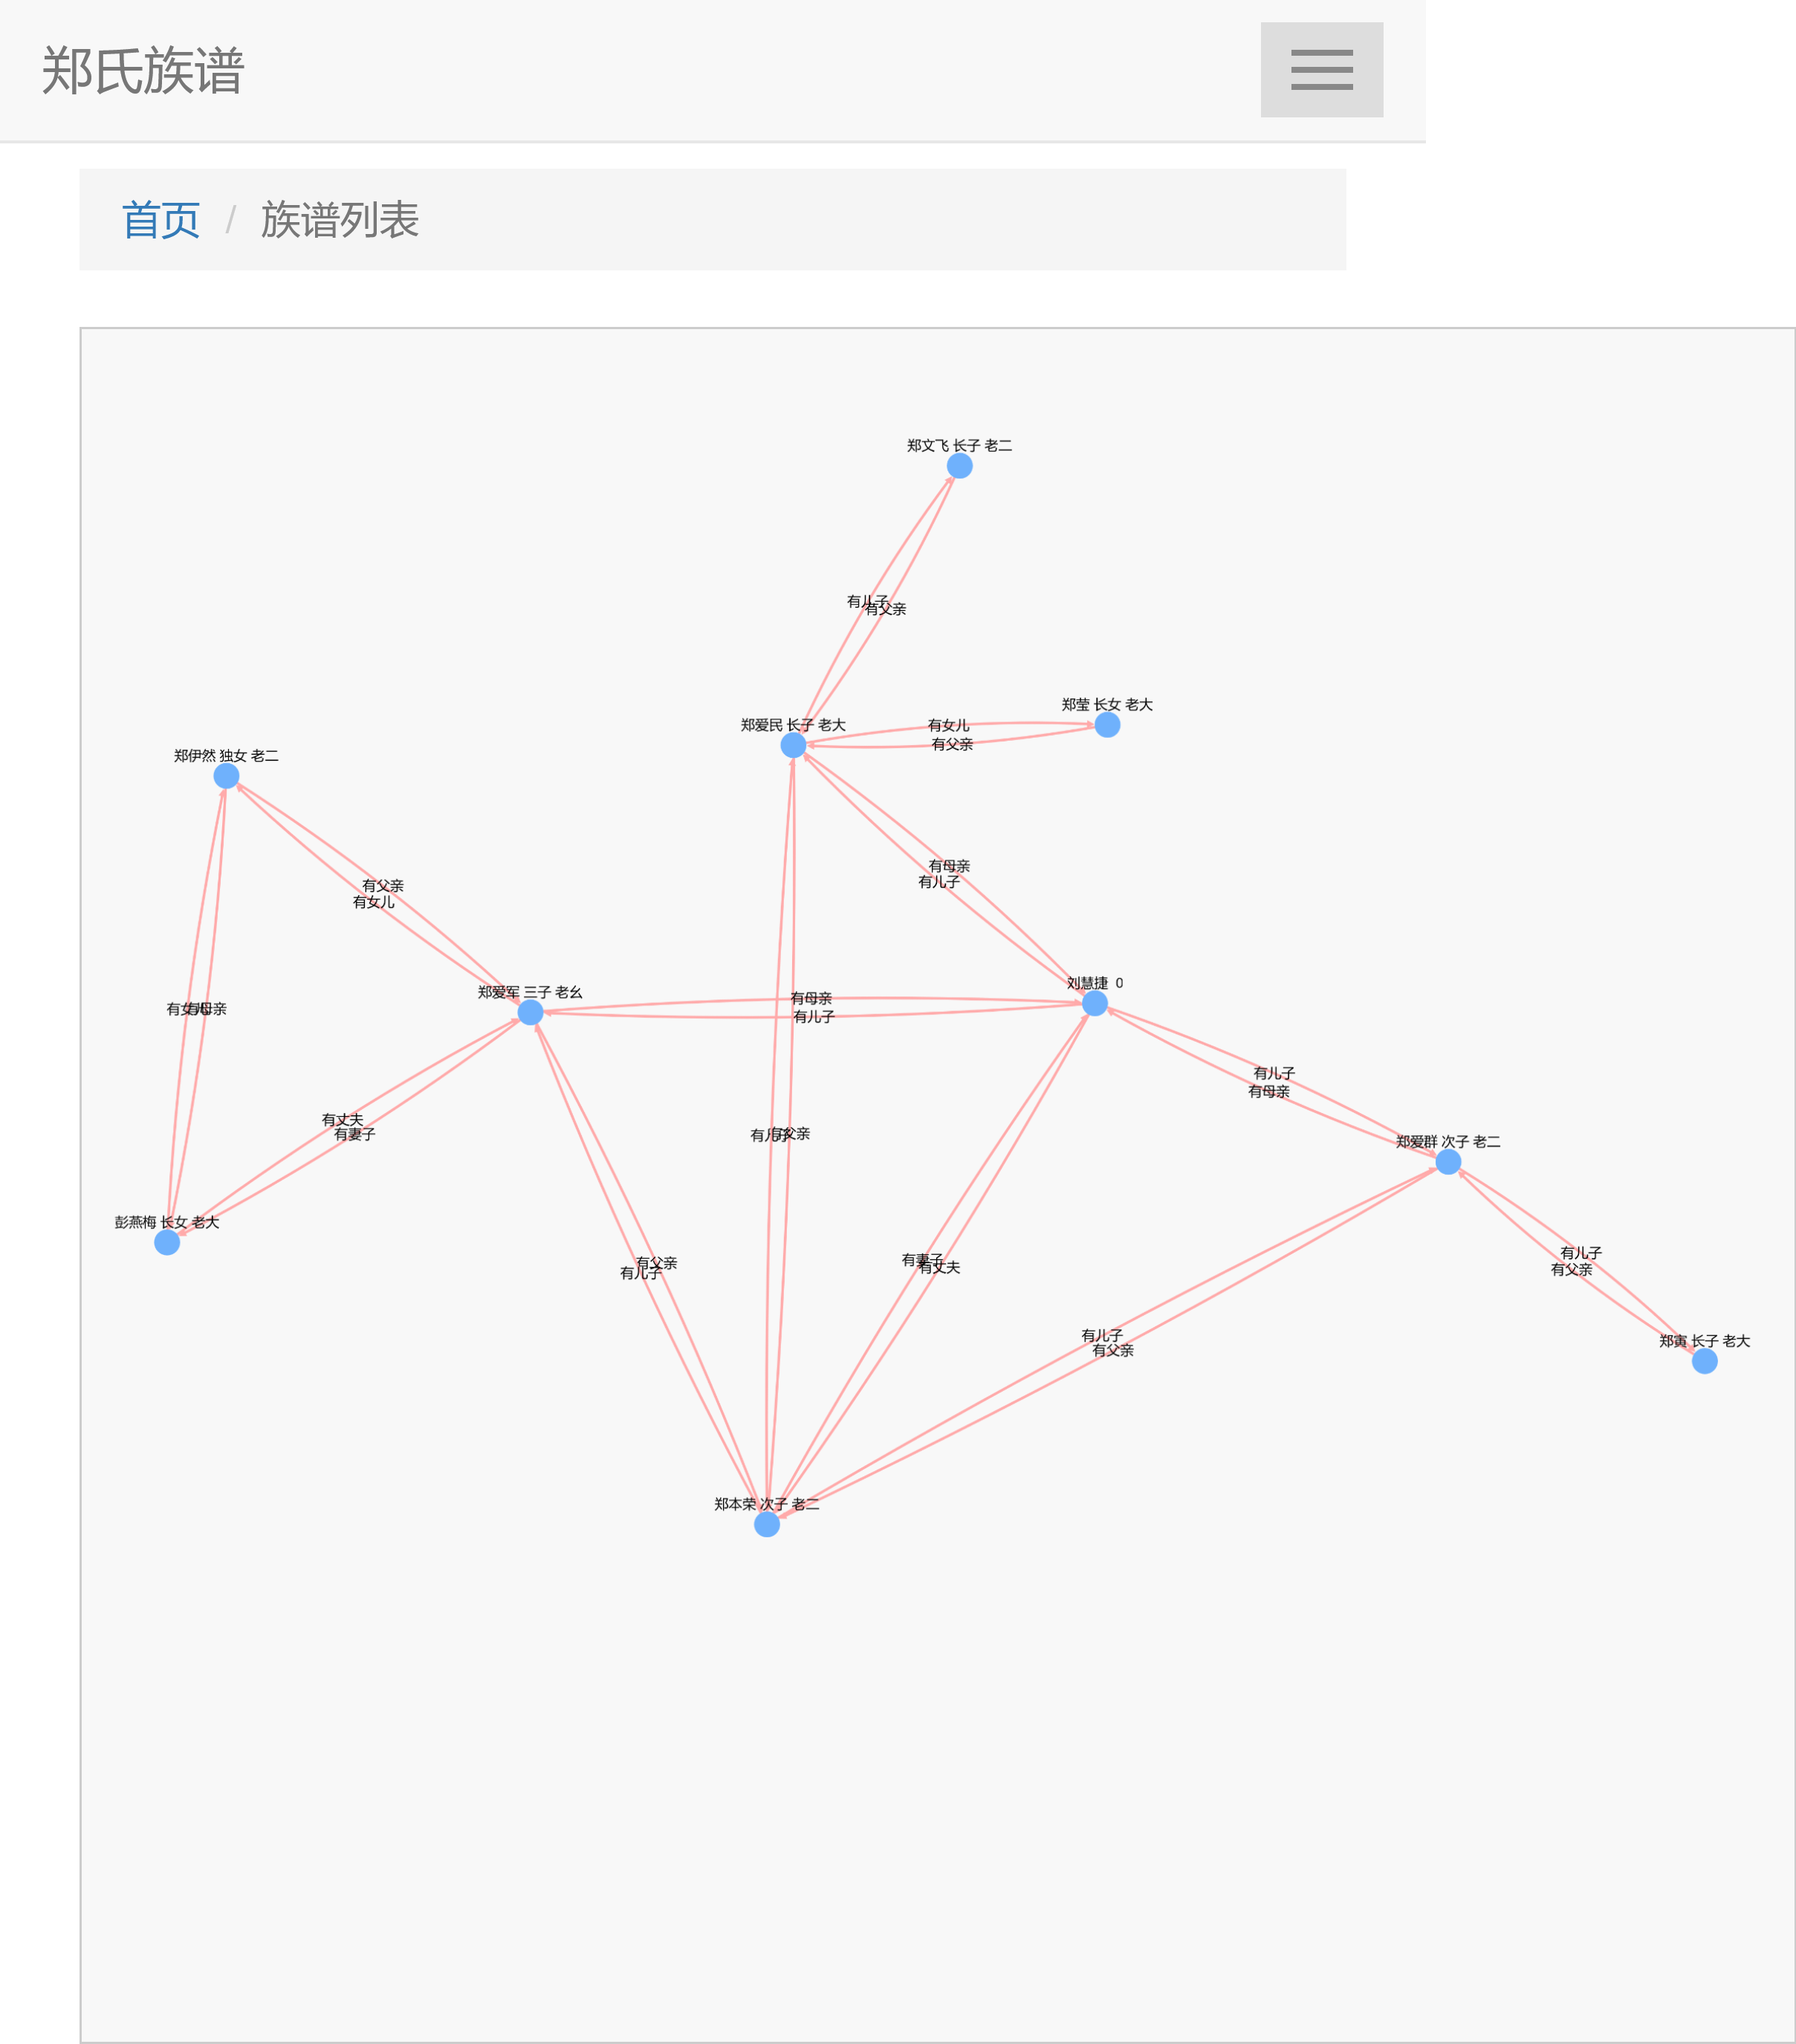 郑氏族谱
首页 / 族谱列表
郑文飞 长子 老二
有儿子
有父亲
郑莹 长女 老大
郑爱民 长子 老大
有女儿
有父亲
郑伊然 独女 老二
有母亲
有儿子
有父亲
有女儿
刘慧捷 0
郑爱军 三子 老幺
有母亲
有儿子
有女儿
有母亲
有儿子
有母亲
有丈夫
有妻子
有儿子
有父亲
郑爱群 次子 老二
彭燕梅 长女 老大
有儿子
有父亲
有父亲
有儿子
有妻子
有丈夫
有儿子
有父亲
郑寅 长子 老大
郑本荣 次子 老二